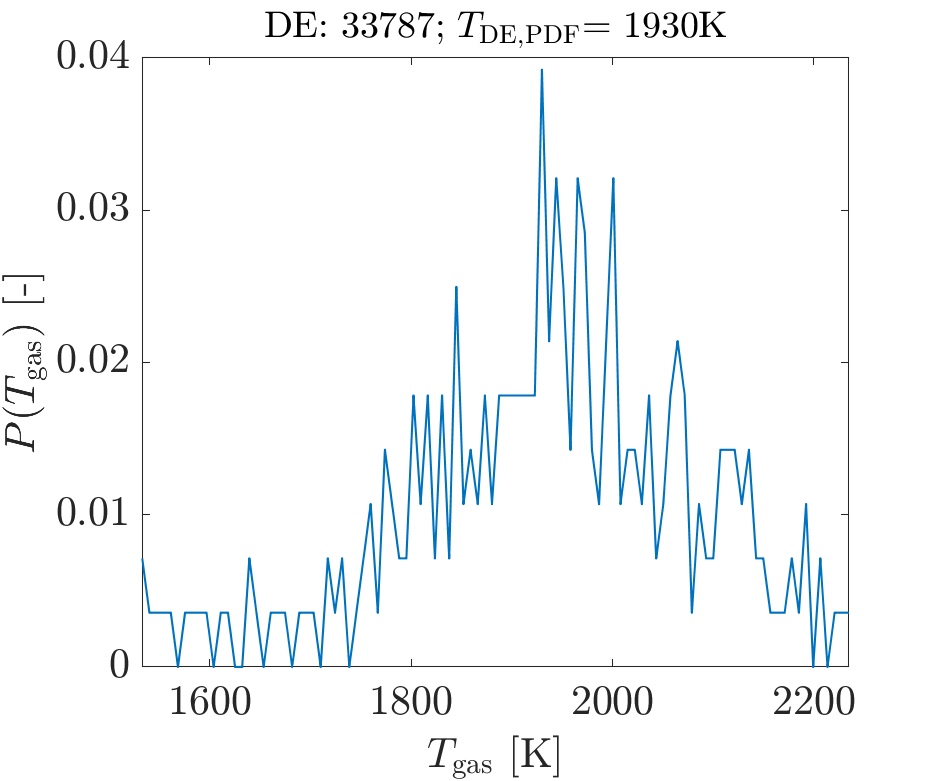 DE: 33787; T_DE,PDF= 1930K
0.04
0.03
0.02
0.01
0
P(T_gas) [-]
1600 1800 2000 2200
T_gas [K]